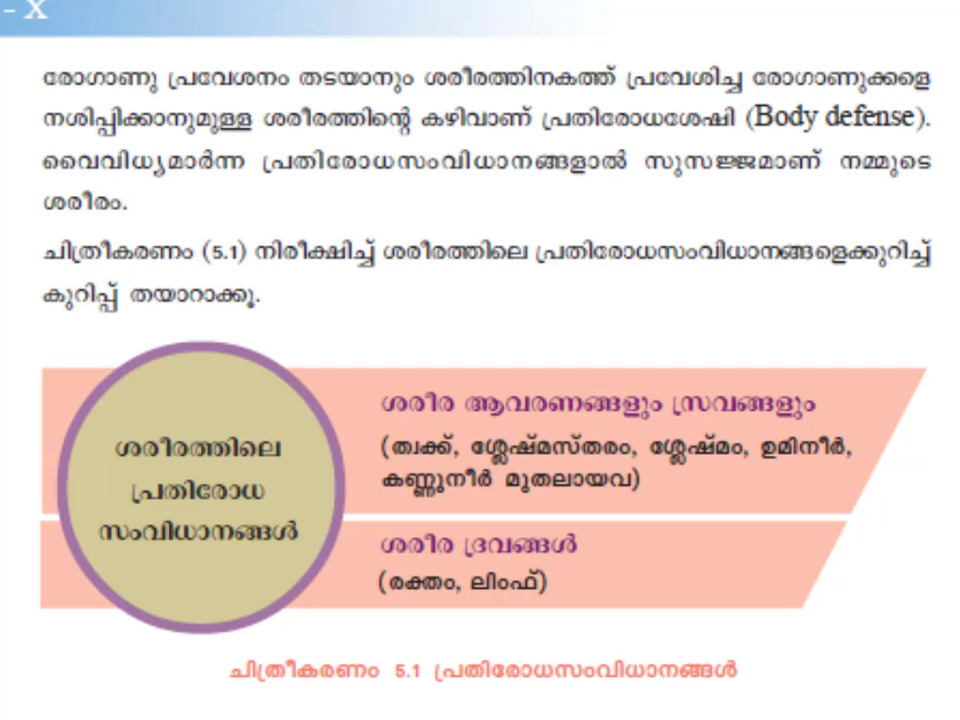 - X
രോഗാണു പ്രവേശനം തടയാനും ശരീരത്തിനകത്ത് പ്രവേശിച്ച രോഗാണുക്കളെ
നശിപ്പിക്കാനുമുള്ള ശരീരത്തിന്റെ കഴിവാണ് പ്രതിരോധശേഷി (Body defense).
വൈവിധ്യമാർന്ന പ്രതിരോധസംവിധാനങ്ങളാൽ സുസജ്ജമാണ് നമ്മുടെ
ശരീരം.
ചിത്രീകരണം (5.1) നിരീക്ഷിച്ച് ശരീരത്തിലെ പ്രതിരോധസംവിധാനങ്ങളെക്കുറിച്ച്
കുറിപ്പ് തയാറാക്കൂ.
ശരീരത്തിലെ
പ്രതിരോധ
സംവിധാനങ്ങൾ
ശരീര ആവരണങ്ങളും സ്രവങ്ങളും
(ത്വക്ക്, ശ്ലേഷ്മസ്തരം, ശ്ലേഷ്മം, ഉമിനീർ,
കണ്ണുനീർ മുതലായവ)
ശരീര ദ്രവങ്ങൾ
(രക്തം, ലിംഫ്)
ചിത്രീകരണം 5.1 പ്രതിരോധസംവിധാനങ്ങൾ